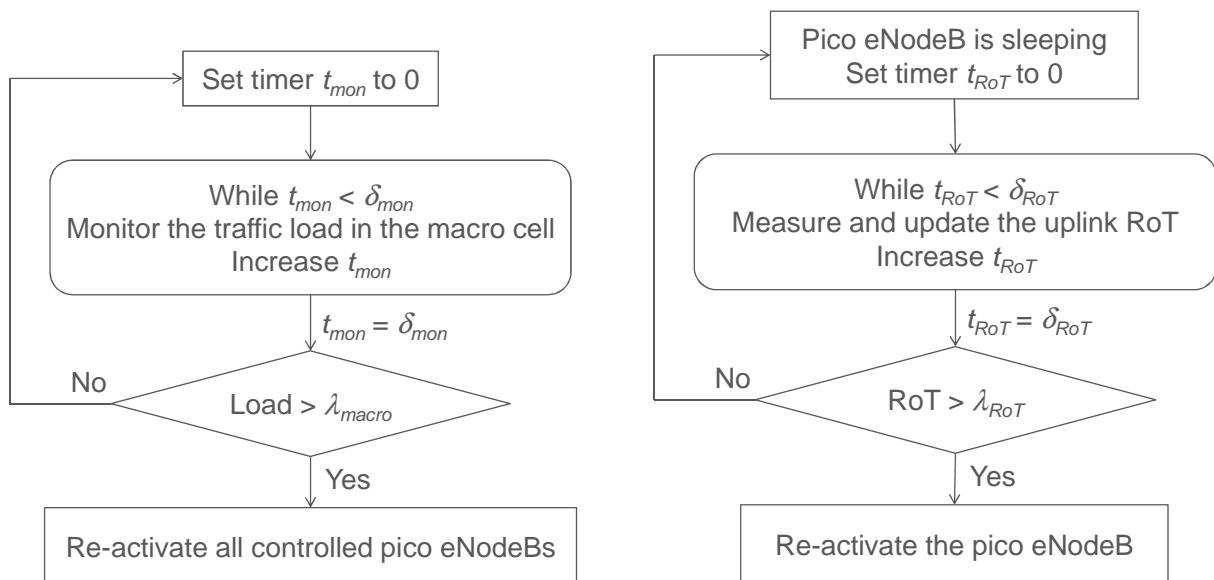 Set timer t_mon to 0
While t_mon < δ_mon
Monitor the traffic load in the macro cell
Increase t_mon
t_mon = δ_mon
No
Load > λ_macro
Yes
Re-activate all controlled pico eNodeBs
Pico eNodeB is sleeping
Set timer t_RoT to 0
While t_RoT < δ_RoT
Measure and update the uplink RoT
Increase t_RoT
t_RoT = δ_RoT
No
RoT > λ_RoT
Yes
Re-activate the pico eNodeB